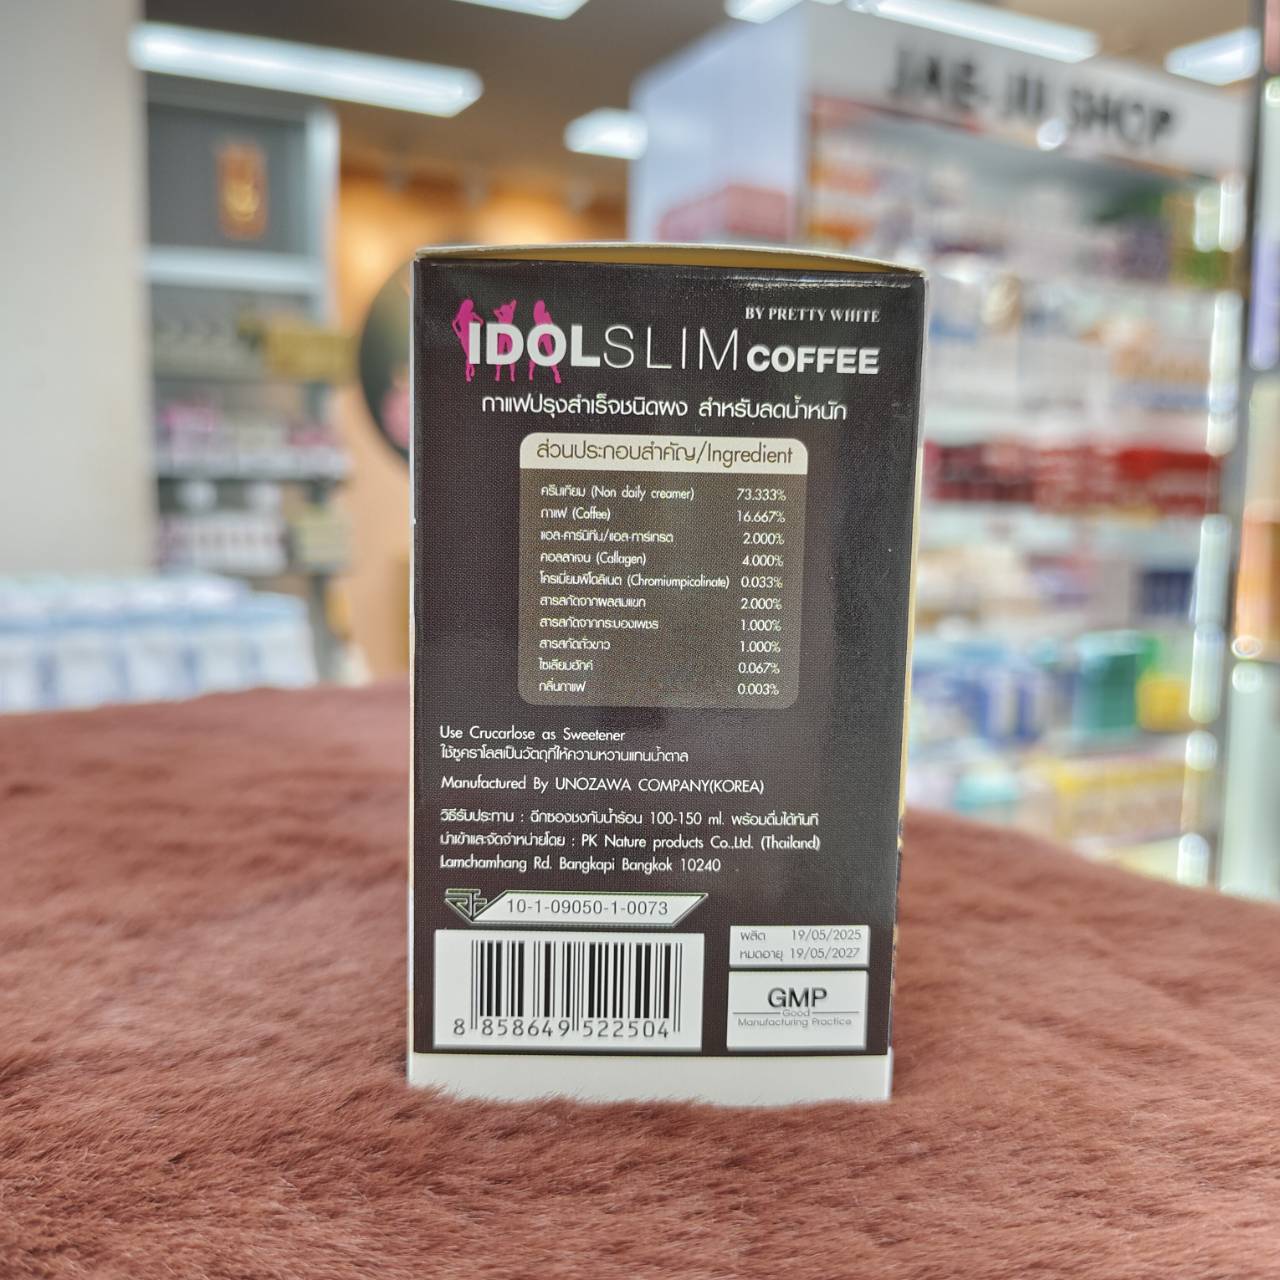 JAE-JII SHOP
BY PRETTY WHITE
IDOLSLIM COFFEE
กาแฟปรุงสำเร็จชนิดผง สำหรับลดน้ำหนัก
ส่วนประกอบสำคัญ/Ingredient
ครีมเทียม (Non daily creamer) 73.333%
กาแฟ (Coffee) 16.667%
แอล-คาร์นิทีน/แอล-ทาร์เทรต 2.000%
คอลลาเจน (Callagen) 4.000%
โครเมียมพิโดลิเนต (Chromiumpicalinate) 0.033%
สารสกัดจากผลส้มแขก 2.000%
สารสกัดจากกระบองเพชร 1.000%
สารสกัดถั่วขาว 1.000%
ไซเลียมฮัคค์ 0.067%
กลิ่นกาแฟ 0.003%
Use Crucarlose as Sweetener
ใช้ซูคราโลสเป็นวัตถุที่ให้ความหวานแทนน้ำตาล
Manufactured By UNOZAWA COMPANY(KOREA)
วิธีรับประทาน : ฉีกซองชงกับน้ำร้อน 100-150 ml. พร้อมดื่มได้ทันที
นำเข้าและจัดจำหน่ายโดย : PK Nature products Co.,Ltd. (Thailand)
Lamchamhang Rd. Bangkapi Bangkok 10240
10-1-09050-1-0073
ผลิต 19/05/2025
หมดอายุ 19/05/2027
GMP
Good
Manufacturing Practice
8 858649 522504